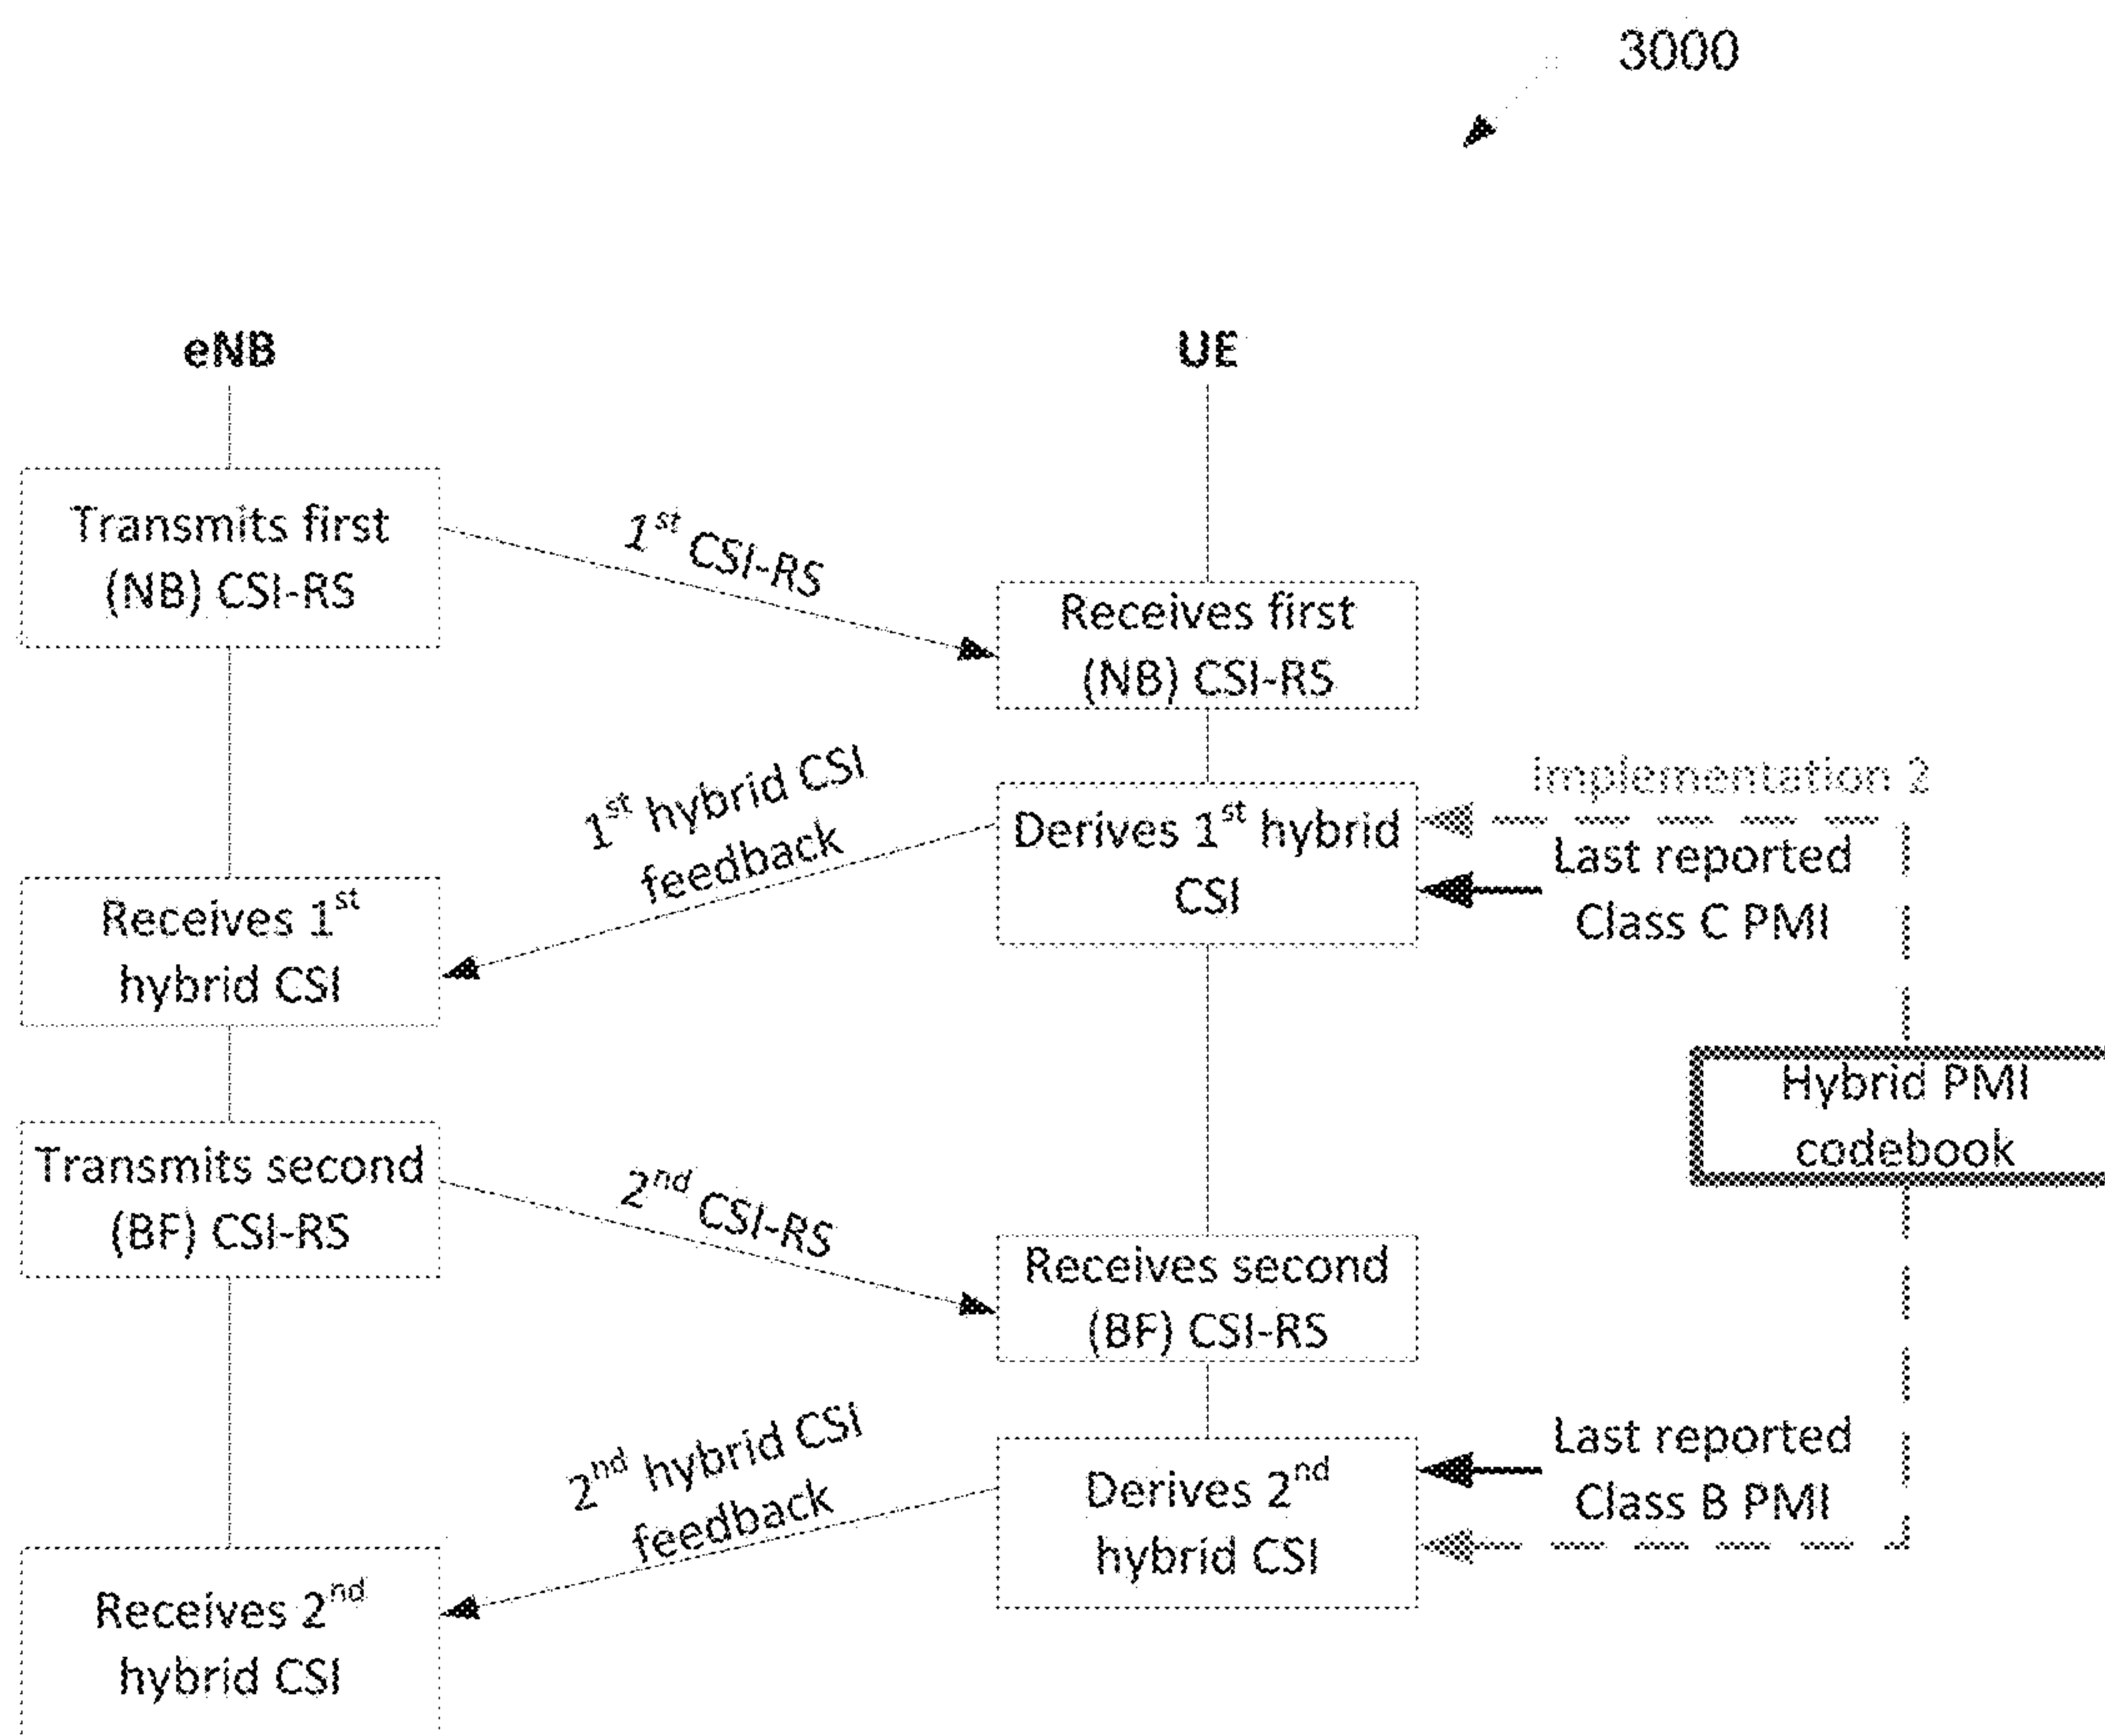 3000
eNB
UE
Transmits first
(NB) CSI-RS
1st CSI-RS
Receives first
(NB) CSI-RS
1st hybrid CSI
feedback
Derives 1st hybrid
CSI
Implementation 2
Last reported
Class C PMI
Receives 1st
hybrid CSI
Hybrid PMI
codebook
Transmits second
(BF) CSI-RS
2nd CSI-RS
Receives second
(BF) CSI-RS
2nd hybrid CSI
feedback
Derives 2nd
hybrid CSI
Last reported
Class B PMI
Receives 2nd
hybrid CSI